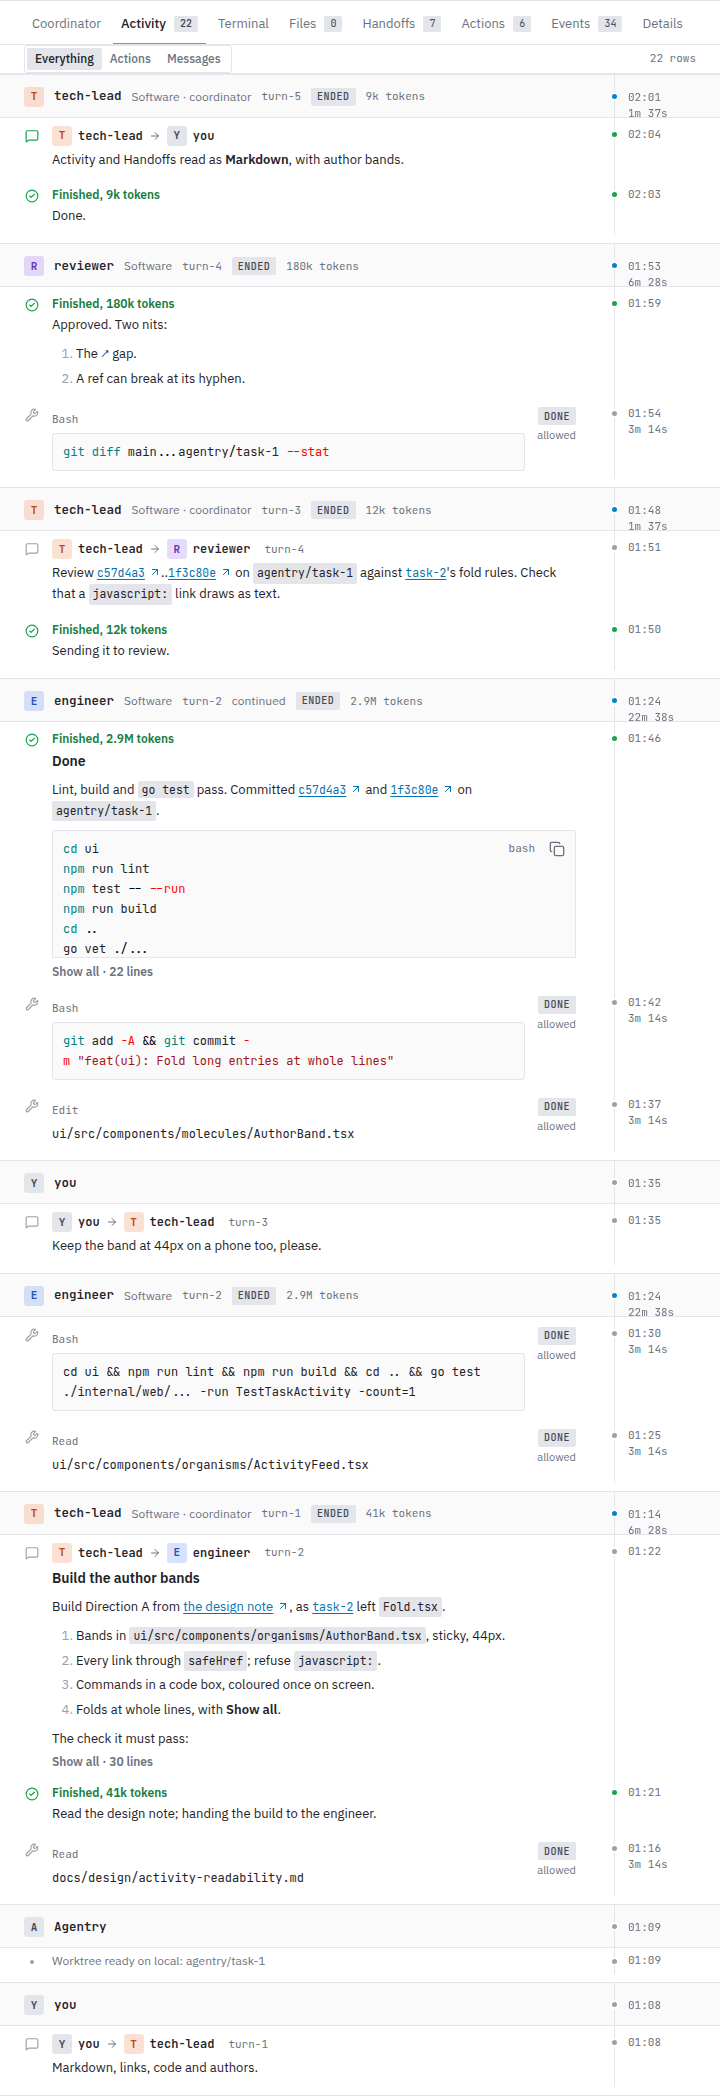 Coordinator Activity 22 Terminal Files 0 Handoffs 7 Actions 6 Events 34 Details
Everything Actions Messages 22 rows
T tech-lead Software · coordinator turn-5 ENDED 9k tokens 02:01
1m 37s
T tech-lead → Y you 02:04
Activity and Handoffs read as Markdown, with author bands.
Finished, 9k tokens 02:03
Done.
R reviewer Software turn-4 ENDED 180k tokens 01:53
6m 28s
Finished, 180k tokens 01:59
Approved. Two nits:
1. The ↗ gap.
2. A ref can break at its hyphen.
Bash DONE 01:54
allowed 3m 14s
git diff main...agentry/task-1 --stat
T tech-lead Software · coordinator turn-3 ENDED 12k tokens 01:48
1m 37s
T tech-lead → R reviewer turn-4 01:51
Review c57d4a3 ↗..1f3c80e ↗ on agentry/task-1 against task-2's fold rules. Check
that a javascript: link draws as text.
Finished, 12k tokens 01:50
Sending it to review.
E engineer Software turn-2 continued ENDED 2.9M tokens 01:24
22m 38s
Finished, 2.9M tokens 01:46
Done
Lint, build and go test pass. Committed c57d4a3 ↗ and 1f3c80e ↗ on
agentry/task-1.
cd ui bash
npm run lint
npm test -- --run
npm run build
cd ..
go vet ./...
Show all · 22 lines
Bash DONE 01:42
allowed 3m 14s
git add -A && git commit -
m "feat(ui): Fold long entries at whole lines"
Edit DONE 01:37
allowed 3m 14s
ui/src/components/molecules/AuthorBand.tsx
Y you 01:35
Y you → T tech-lead turn-3 01:35
Keep the band at 44px on a phone too, please.
E engineer Software turn-2 ENDED 2.9M tokens 01:24
22m 38s
Bash DONE 01:30
allowed 3m 14s
cd ui && npm run lint && npm run build && cd .. && go test
./internal/web/... -run TestTaskActivity -count=1
Read DONE 01:25
allowed 3m 14s
ui/src/components/organisms/ActivityFeed.tsx
T tech-lead Software · coordinator turn-1 ENDED 41k tokens 01:14
6m 28s
T tech-lead → E engineer turn-2 01:22
Build the author bands
Build Direction A from the design note ↗, as task-2 left Fold.tsx.
1. Bands in ui/src/components/organisms/AuthorBand.tsx, sticky, 44px.
2. Every link through safeHref; refuse javascript:.
3. Commands in a code box, coloured once on screen.
4. Folds at whole lines, with Show all.
The check it must pass:
Show all · 30 lines
Finished, 41k tokens 01:21
Read the design note; handing the build to the engineer.
Read DONE 01:16
allowed 3m 14s
docs/design/activity-readability.md
A Agentry 01:09
Worktree ready on local: agentry/task-1 01:09
Y you 01:08
Y you → T tech-lead turn-1 01:08
Markdown, links, code and authors.